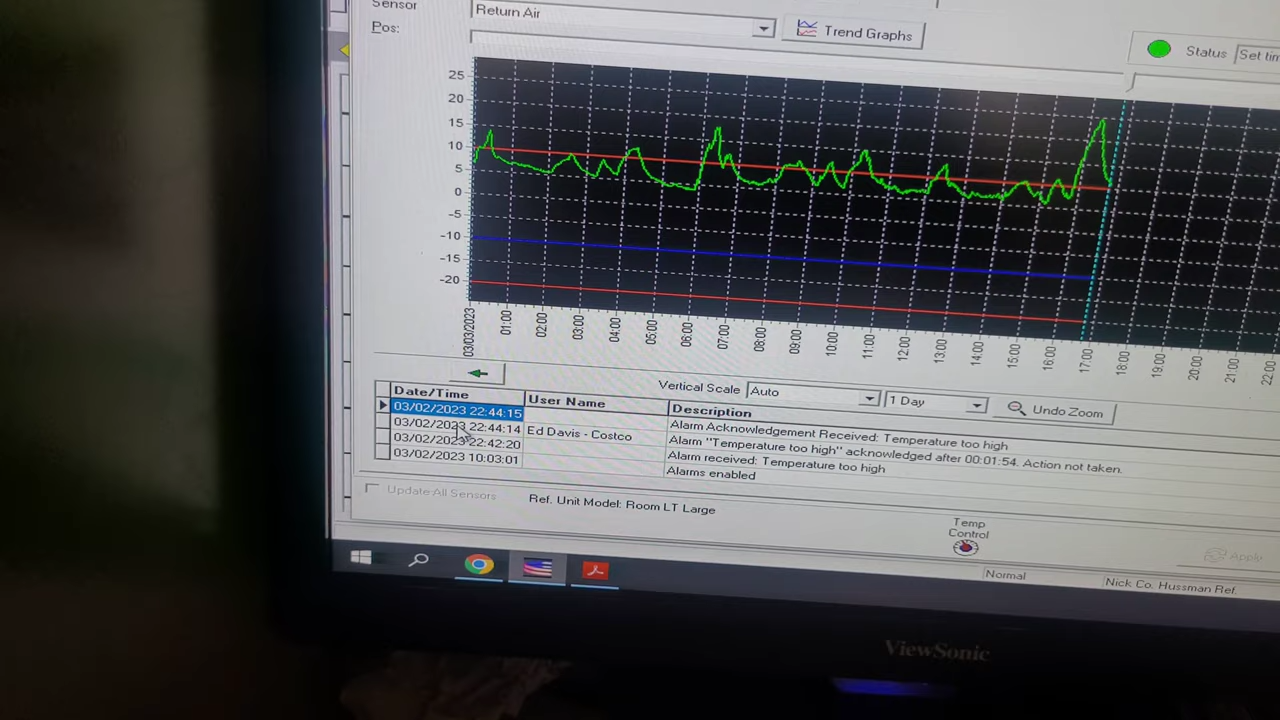 Sensor
Return Air
Trend Graphs
Pos:
Status
Set tim
25
20
15
10
5
0
-5
-10
-15
-20
03/03/2023
01:00
02:00
03:00
04:00
05:00
06:00
07:00
08:00
09:00
10:00
11:00
12:00
13:00
14:00
15:00
16:00
17:00
18:00
19:00
20:00
21:00
22:00
Vertical Scale
Auto
1 Day
Undo Zoom
Date/Time User Name Description
03/02/2023 22:44:15 Alarm Acknowledgement Received: Temperature too high
03/02/2023 22:44:14 Ed Davis - Costco Alarm "Temperature too high" acknowledged after 00:01:54. Action not taken.
03/02/2023 22:42:20 Alarm received: Temperature too high
03/02/2023 10:03:01 Alarms enabled
Update All Sensors
Ref. Unit Model: Room LT Large
Temp
Control
Apply
Normal
Nick Co. Hussman Ref.
ViewSonic